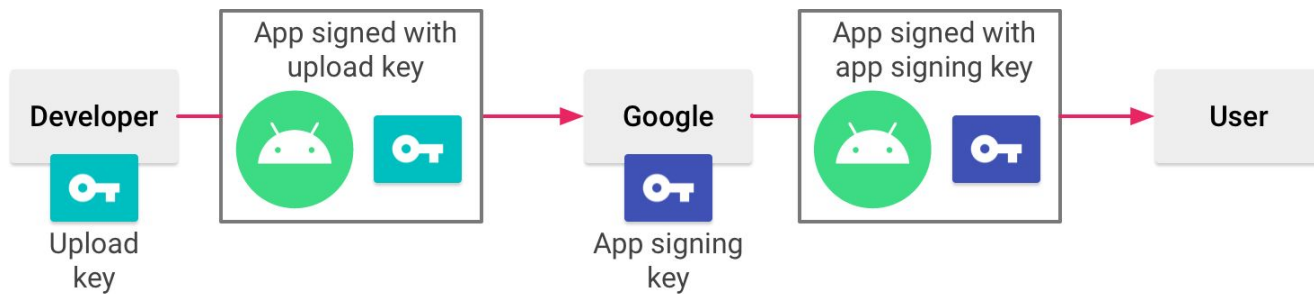 App signed with
upload key
App signed with
app signing key
Developer
Google
User
Upload
key
App signing
key